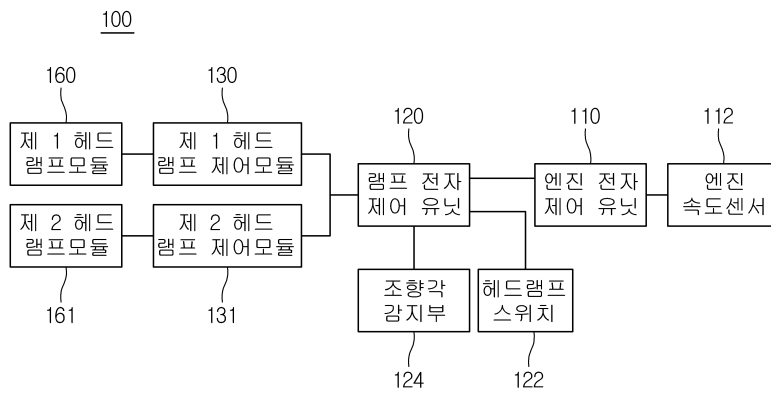 100
160
130
120
110
112
제 1 헤드
램프모듈
제 1 헤드
램프 제어모듈
램프 전자
제어 유닛
엔진 전자
제어 유닛
엔진
속도센서
제 2 헤드
램프모듈
제 2 헤드
램프 제어모듈
161
131
조향각
감지부
헤드램프
스위치
124
122